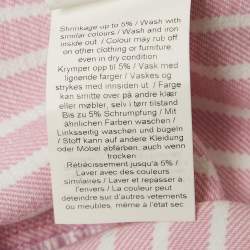 Shrinkage up to 5% / Wash with
similar colours / Wash and iron
inside out / Colour may rub off
on other clothing or furniture,
even in dry condition
Krymper opp til 5% / Vask med
lignende farger / Vaskes og
strykes med innsiden ut / Farge
kan smitte over på andre klær
eller møbler, selv i tørr tilstand
Bis zu 5% Schrumpfung / Mit
ähnlichen Farben waschen /
Linksseitig waschen und bügeln
/ Stoff kann auf andere Kleidung
oder Möbel abfärben, auch wenn
trocken
Rétrécissement jusqu'à 5% /
Laver avec des couleurs
similaires / Laver et repasser à
l'envers / La couleur peut
déteindre sur d'autres vêtements
ou meubles, même à l'état sec